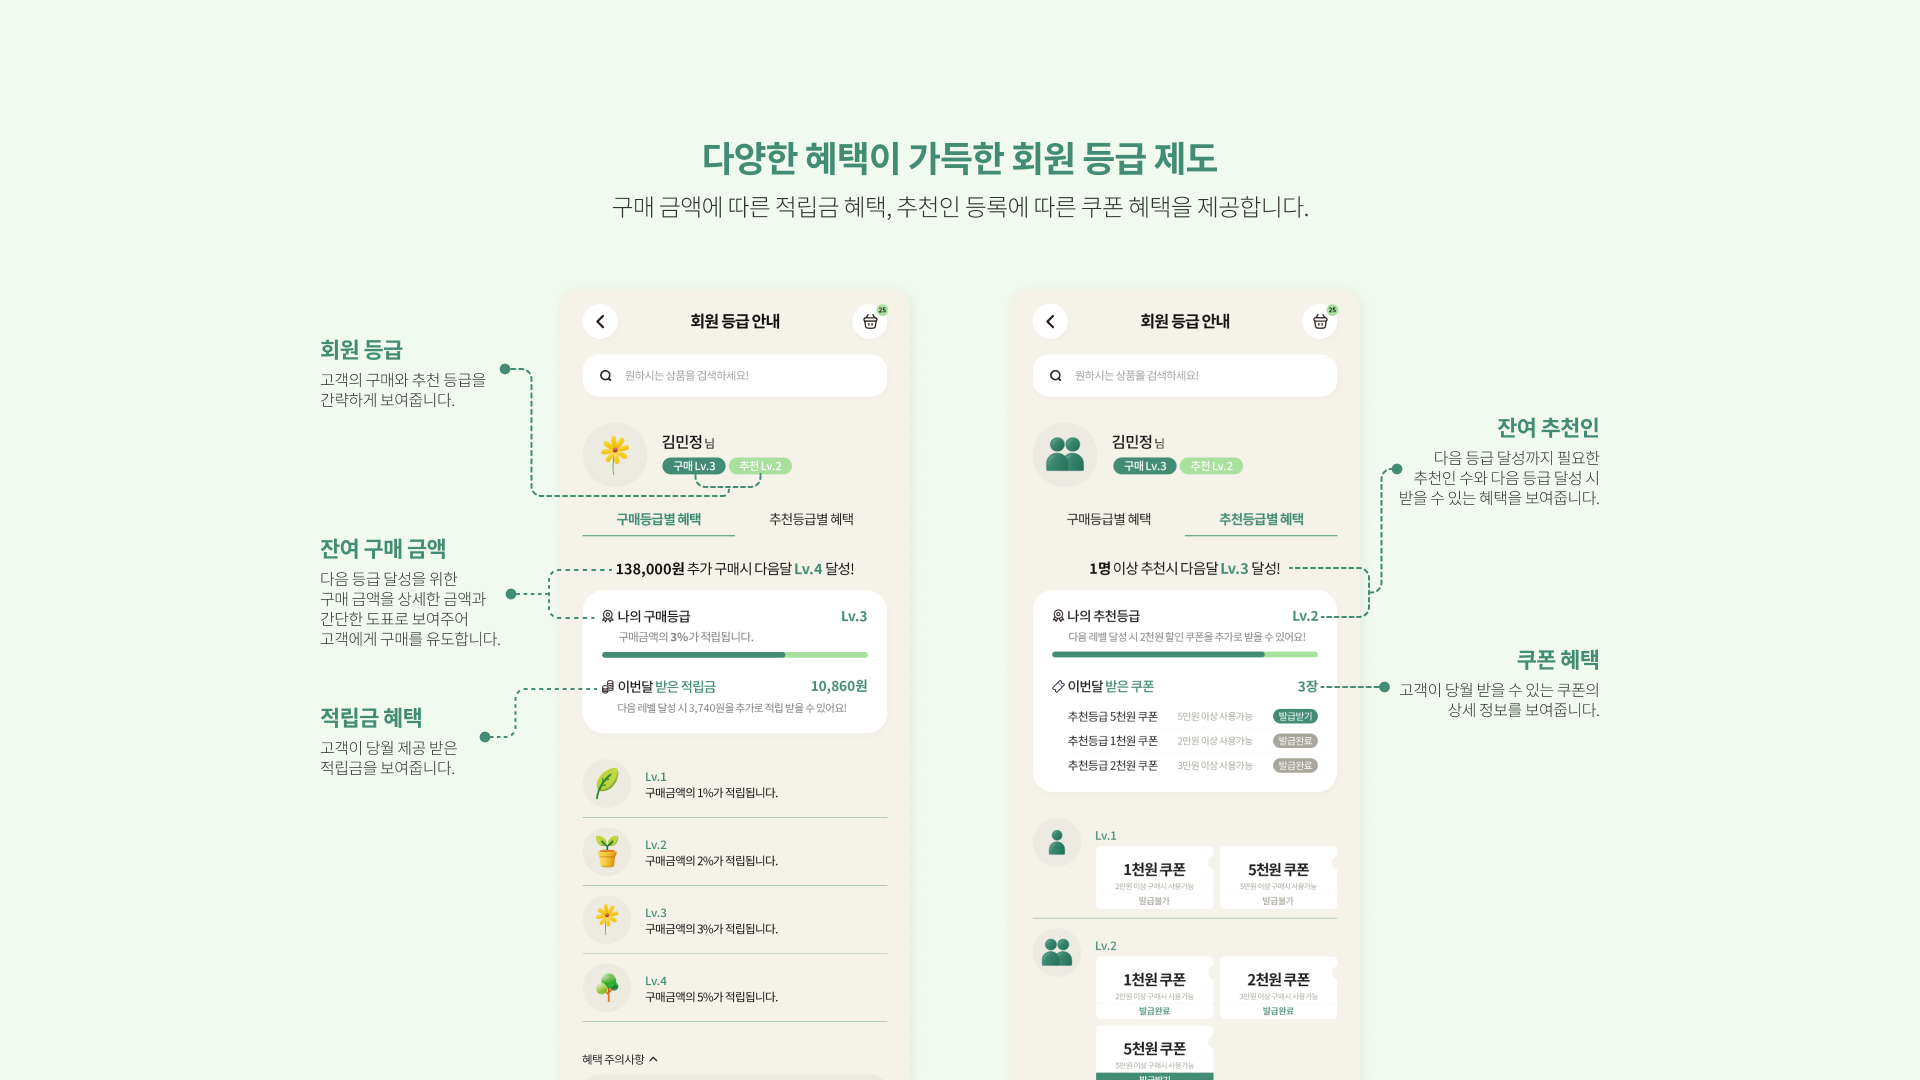 다양한 혜택이 가득한 회원 등급 제도
구매 금액에 따른 적립금 혜택, 추천인 등록에 따른 쿠폰 혜택을 제공합니다.
회원 등급
고객의 구매와 추천 등급을
간략하게 보여줍니다.
잔여 구매 금액
다음 등급 달성을 위한
구매 금액을 상세한 금액과
간단한 도표로 보여주어
고객에게 구매를 유도합니다.
적립금 혜택
고객이 당월 제공 받은
적립금을 보여줍니다.
회원 등급 안내
25
원하시는 상품을 검색하세요!
김민정 님
구매 Lv.3 추천 Lv.2
구매등급별 혜택 추천등급별 혜택
138,000원 추가 구매시 다음달 Lv.4 달성!
나의 구매등급 Lv.3
구매금액의 3%가 적립됩니다.
이번달 받은 적립금 10,860원
다음 레벨 달성 시 3,740원을 추가로 적립 받을 수 있어요!
Lv.1
구매금액의 1%가 적립됩니다.
Lv.2
구매금액의 2%가 적립됩니다.
Lv.3
구매금액의 3%가 적립됩니다.
Lv.4
구매금액의 5%가 적립됩니다.
혜택 주의사항
회원 등급 안내
25
원하시는 상품을 검색하세요!
김민정 님
구매 Lv.3 추천 Lv.2
구매등급별 혜택 추천등급별 혜택
1명 이상 추천시 다음달 Lv.3 달성!
나의 추천등급 Lv.2
다음 레벨 달성 시 2천원 할인 쿠폰을 추가로 받을 수 있어요!
이번달 받은 쿠폰 3장
추천등급 5천원 쿠폰 5만원 이상 사용가능 발급받기
추천등급 1천원 쿠폰 2만원 이상 사용가능 발급완료
추천등급 2천원 쿠폰 3만원 이상 사용가능 발급완료
Lv.1
1천원 쿠폰 5천원 쿠폰
2만원 이상 구매시 사용가능 5만원 이상 구매시 사용가능
발급불가 발급불가
Lv.2
1천원 쿠폰 2천원 쿠폰
2만원 이상 구매시 사용가능 3만원 이상 구매시 사용가능
발급완료 발급완료
5천원 쿠폰
5만원 이상 구매시 사용가능
잔여 추천인
다음 등급 달성까지 필요한
추천인 수와 다음 등급 달성 시
받을 수 있는 혜택을 보여줍니다.
쿠폰 혜택
고객이 당월 받을 수 있는 쿠폰의
상세 정보를 보여줍니다.